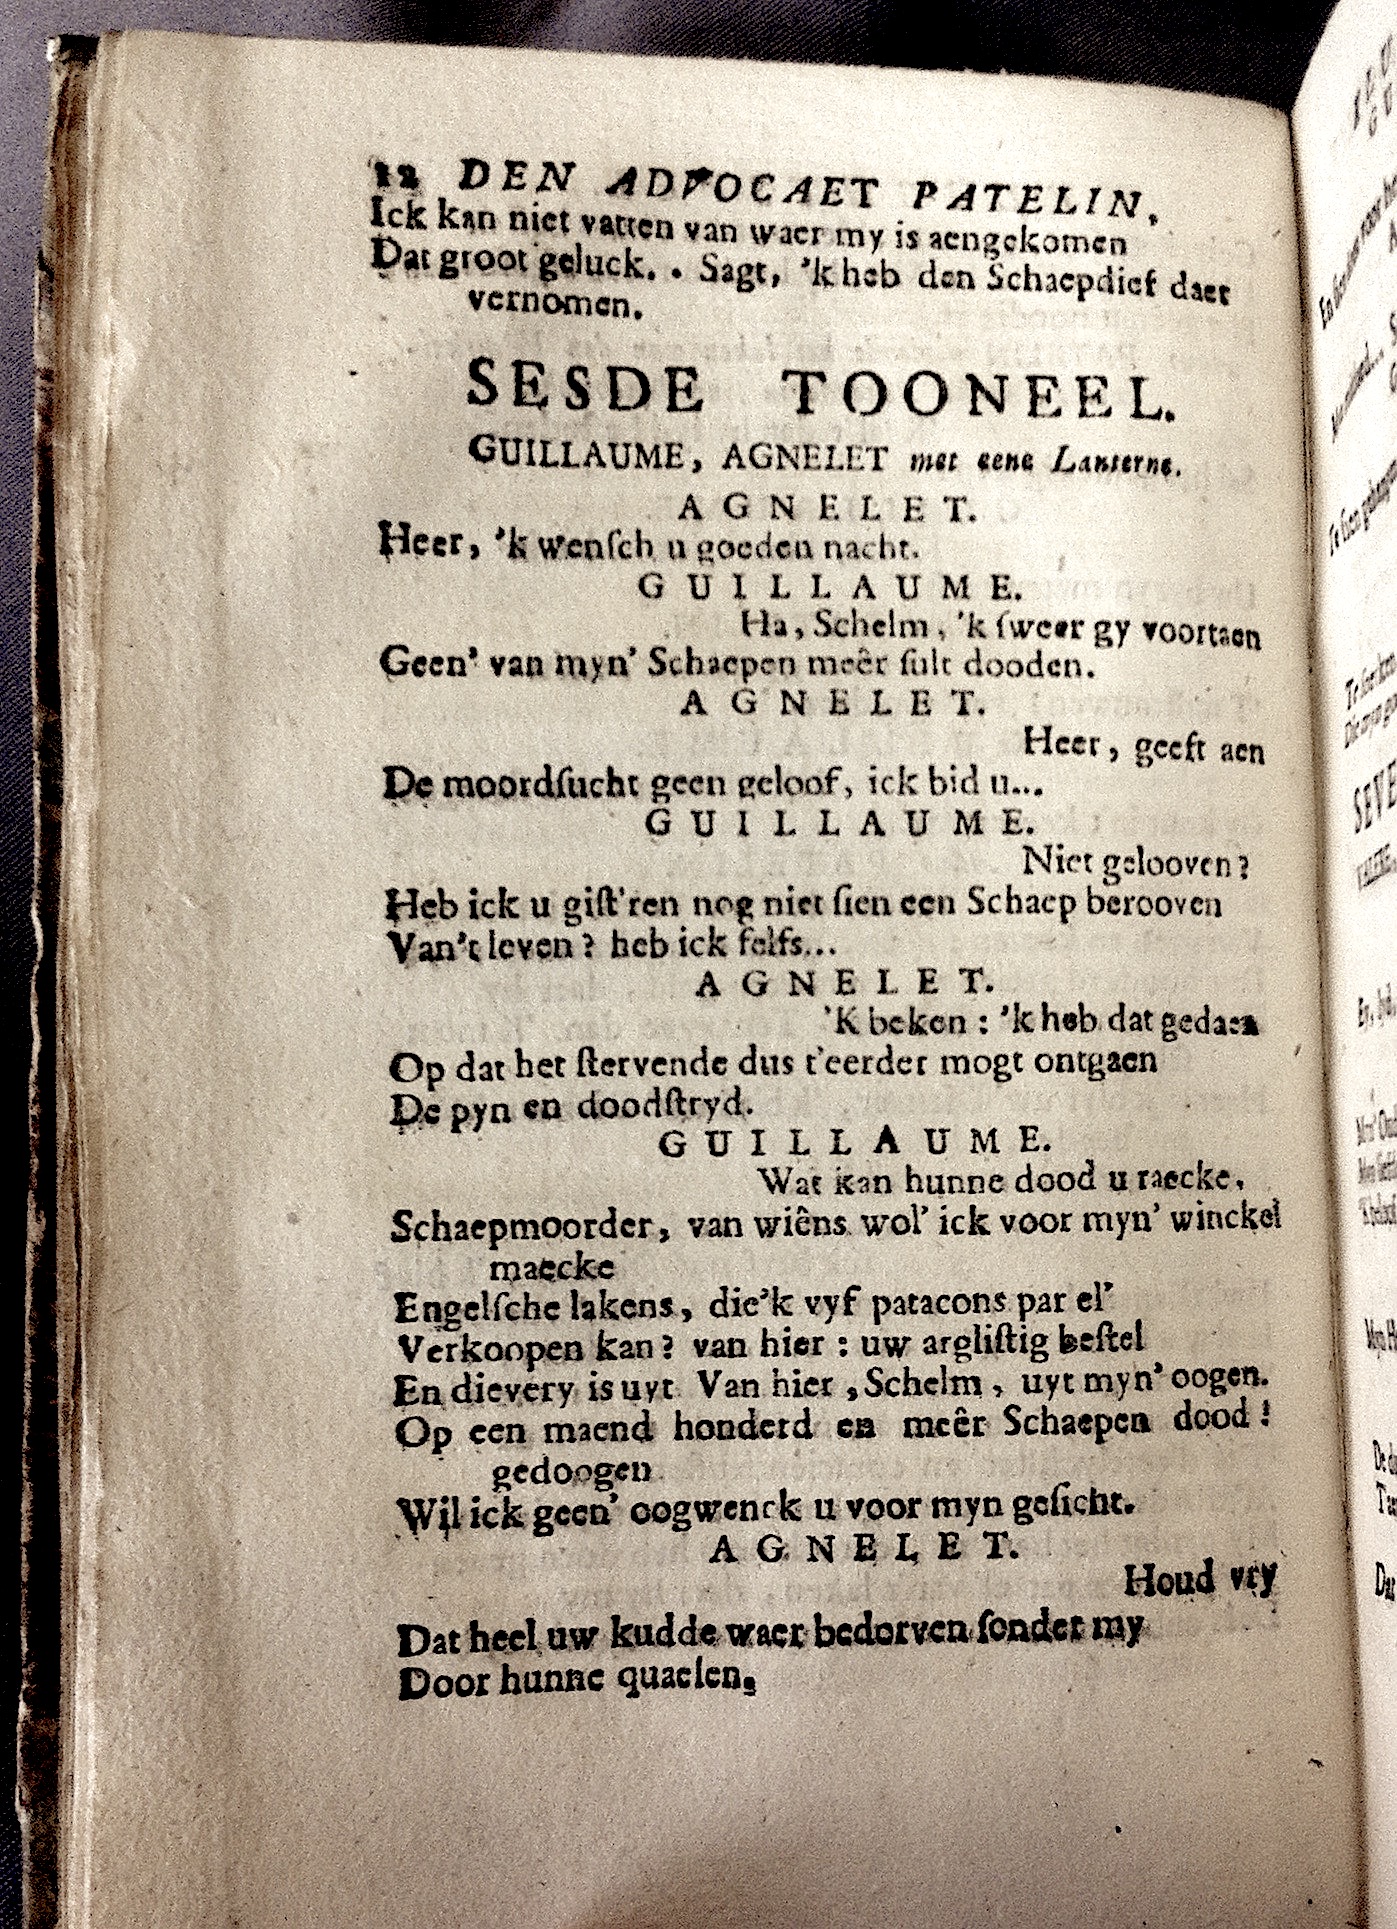 12 DEN ADVOCAET PATELIN,
Ick kan niet vatten van waer my is aengekomen
Dat groot geluck. . Sagt, 'k heb den Schaepdief daer
vernomen.
SESDE TOONEEL.
GUILLAUME, AGNELET met eene Lanterne.
AGNELET.
Heer, 'k wenſch u goeden nacht.
GUILLAUME.
Ha, Schelm, 'k ſweer gy voortaen
Geen' van myn' Schaepen meêr ſult dooden.
AGNELET.
Heer, geeft aen
De moordſucht geen geloof, ick bid u...
GUILLAUME.
Niet gelooven?
Heb ick u giſt'ren nog niet ſien een Schaep berooven
Van't leven? heb ick ſelfs...
AGNELET.
'K beken: 'k heb dat gedaen
Op dat het ſtervende dus t'eerder mogt ontgaen
De pyn en doodſtryd.
GUILLAUME.
Wat kan hunne dood u raecke,
Schaepmoorder, van wiêns wol' ick voor myn' winckel
maecke
Engelſche lakens, die'k vyf patacons par el'
Verkoopen kan? van hier: uw argliſtig beſtel
En dievery is uyt. Van hier, Schelm, uyt myn' oogen.
Op een maend honderd en meêr Schaepen dood!
gedoogen
Wil ick geen' oogwenck u voor myn geſicht.
AGNELET.
Houd vry
Dat heel uw kudde waer bedorven ſonder my
Door hunne quaelen.